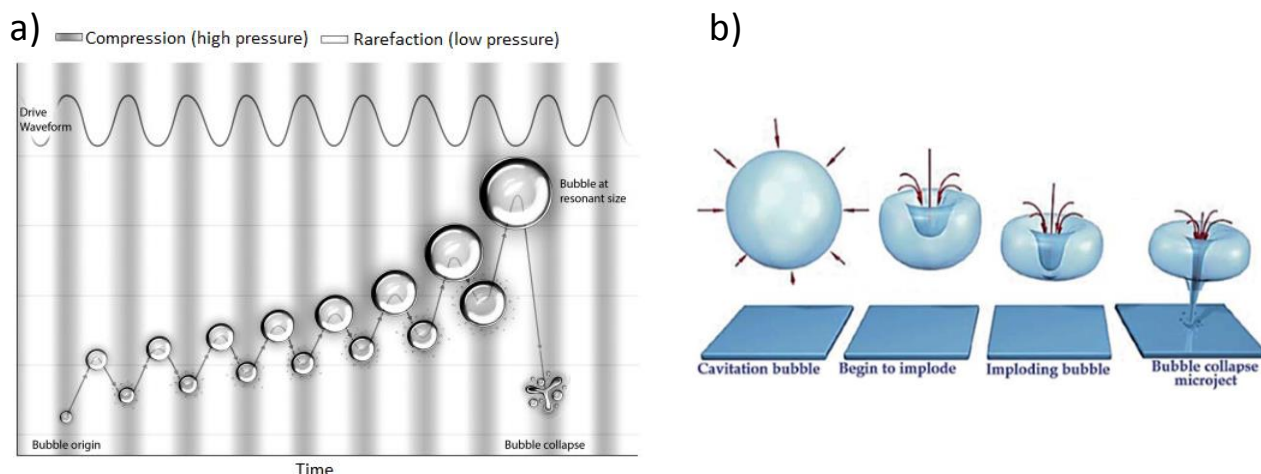 a)
Compression (high pressure) Rarefaction (low pressure)
Drive
Waveform
Bubble at
resonant size
Bubble origin
Bubble collapse
Time
b)
Cavitation bubble Begin to implode Imploding bubble Bubble collapse
microject